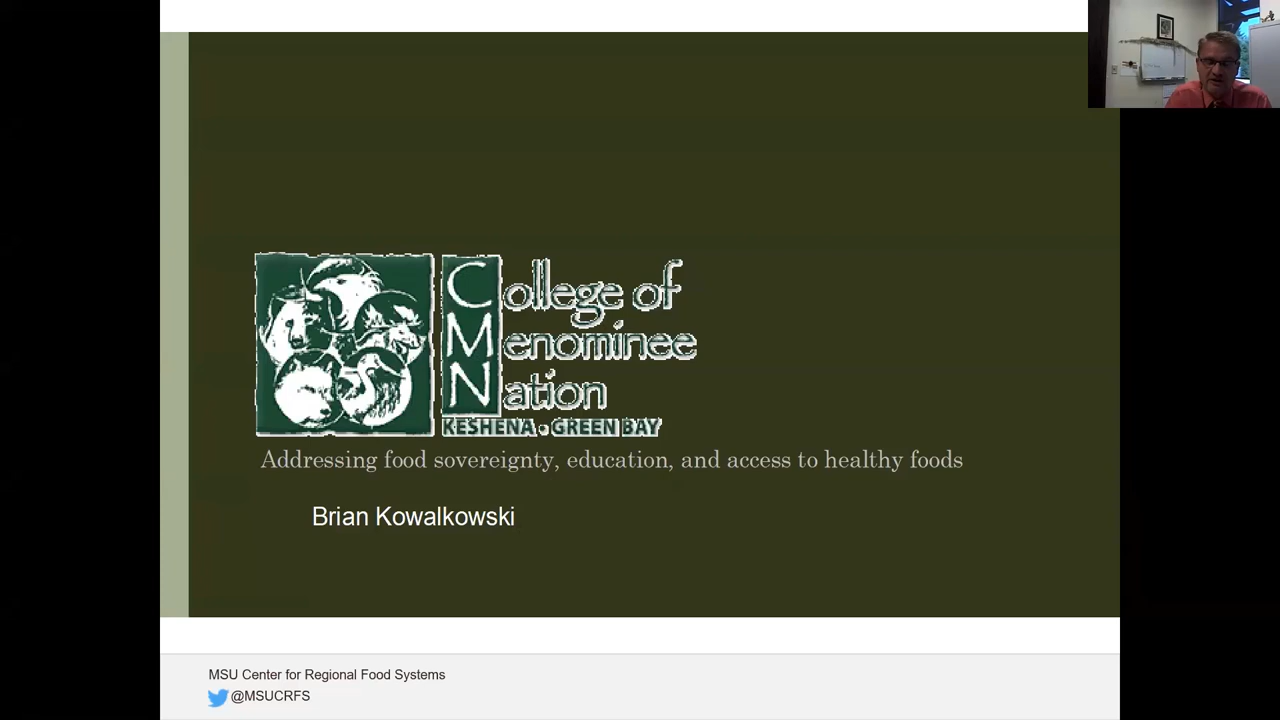 College of
Menominee
Nation
KESHENA · GREEN BAY
Addressing food sovereignty, education, and access to healthy foods
Brian Kowalkowski
MSU Center for Regional Food Systems
@MSUCRFS